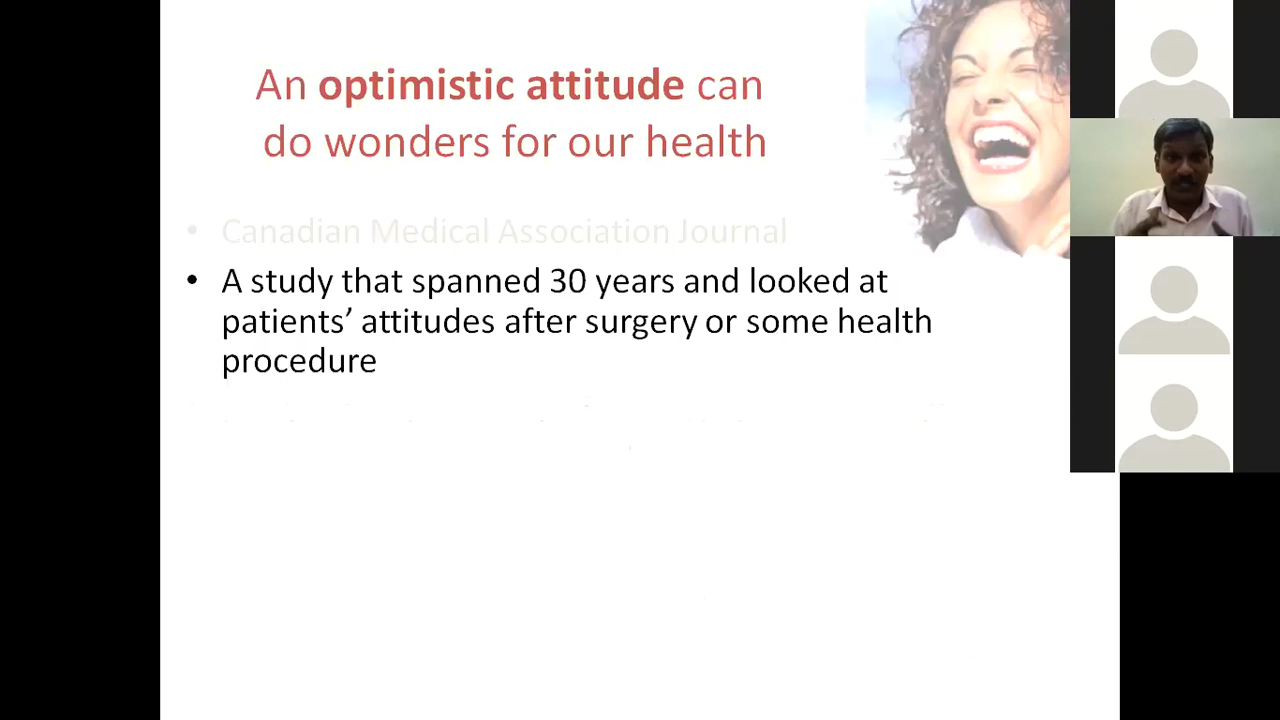 An optimistic attitude can
do wonders for our health
• Canadian Medical Association Journal
• A study that spanned 30 years and looked at
patients’ attitudes after surgery or some health
procedure